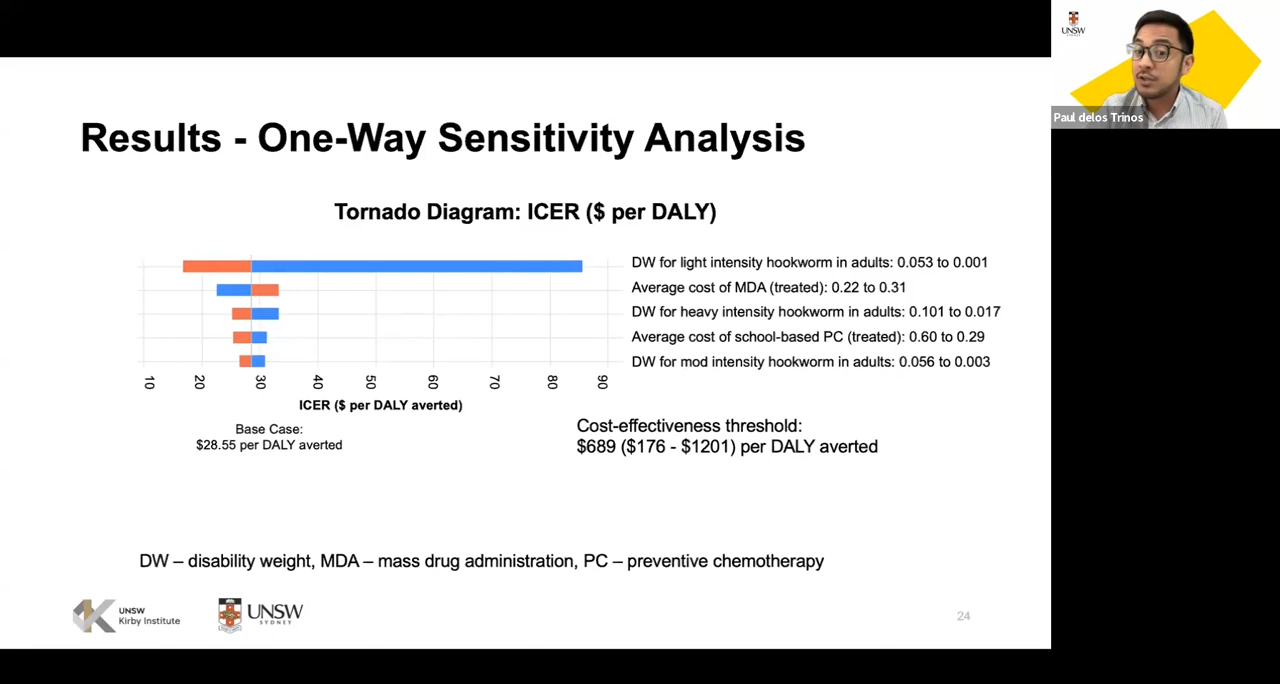 Results - One-Way Sensitivity Analysis
Tornado Diagram: ICER ($ per DALY)
DW for light intensity hookworm in adults: 0.053 to 0.001
Average cost of MDA (treated): 0.22 to 0.31
DW for heavy intensity hookworm in adults: 0.101 to 0.017
Average cost of school-based PC (treated): 0.60 to 0.29
DW for mod intensity hookworm in adults: 0.056 to 0.003
10 20 30 40 50 60 70 80 90
ICER ($ per DALY averted)
Base Case:
$28.55 per DALY averted
Cost-effectiveness threshold:
$689 ($176 - $1201) per DALY averted
DW – disability weight, MDA – mass drug administration, PC – preventive chemotherapy
UNSW
Kirby Institute
UNSW
SYDNEY
24
UNSW
SYDNEY
Paul delos Trinos